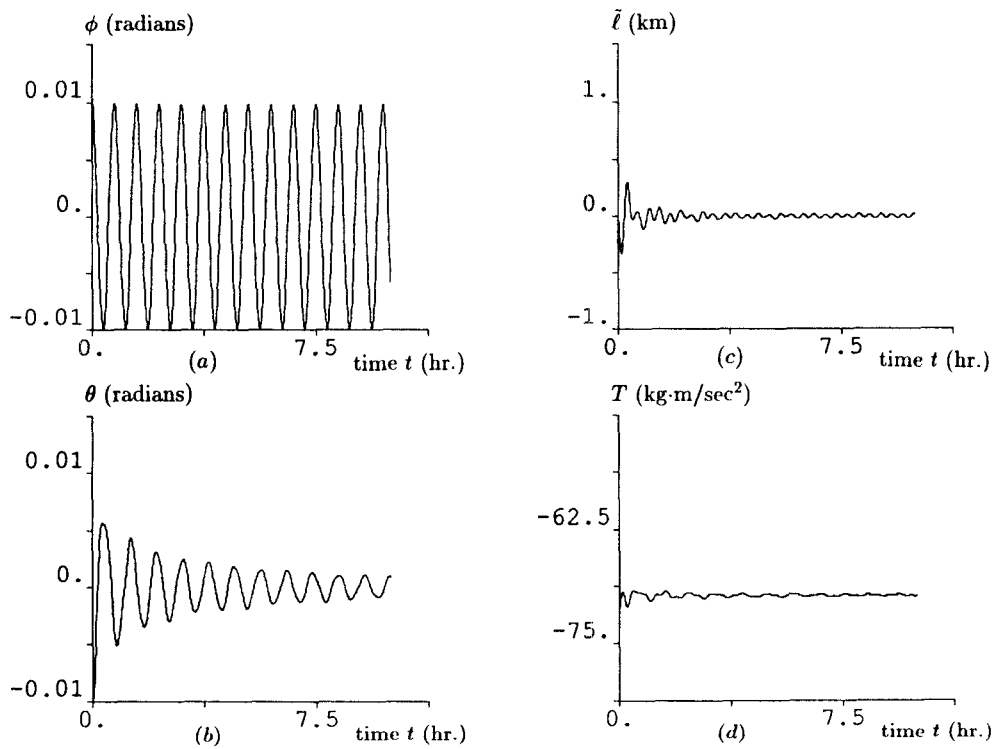 ϕ (radians)
0.01
0.
-0.01
0.
7.5
(a)
time t (hr.)
ℓ̃ (km)
1.
0.
-1.
0.
7.5
(c)
time t (hr.)
θ (radians)
0.01
0.
-0.01
0.
7.5
(b)
time t (hr.)
T (kg·m/sec²)
-62.5
-75.
0.
7.5
(d)
time t (hr.)